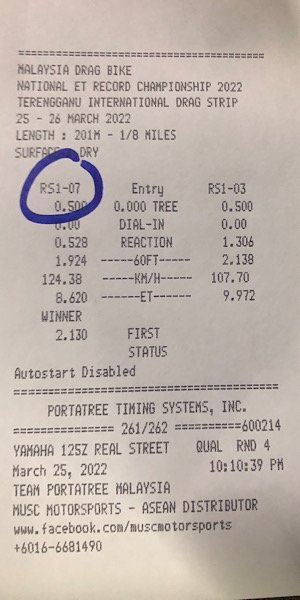 ===================================
MALAYSIA DRAG BIKE
NATIONAL ET RECORD CHAMPIONSHIP 2022
TERENGGANU INTERNATIONAL DRAG STRIP
25 - 26 MARCH 2022
LENGTH : 201M - 1/8 MILES
SURFACE : DRY
RS1-07 Entry RS1-03
0.500 0.000 TREE 0.500
0.00 DIAL-IN 0.00
0.528 REACTION 1.306
1.924 -----60FT----- 2.138
124.38 -----KM/H----- 107.70
8.620 ------ET------ 9.972
WINNER
2.130 FIRST
STATUS
Autostart Disabled
=====================================
PORTATREE TIMING SYSTEMS, INC.
============== 261/262 ==========600214
YAMAHA 125Z REAL STREET QUAL RND 4
March 25, 2022 10:10:39 PM
TEAM PORTATREE MALAYSIA
MUSC MOTORSPORTS - ASEAN DISTRIBUTOR
www.facebook.com/muscmotorsports
+6016-6681490